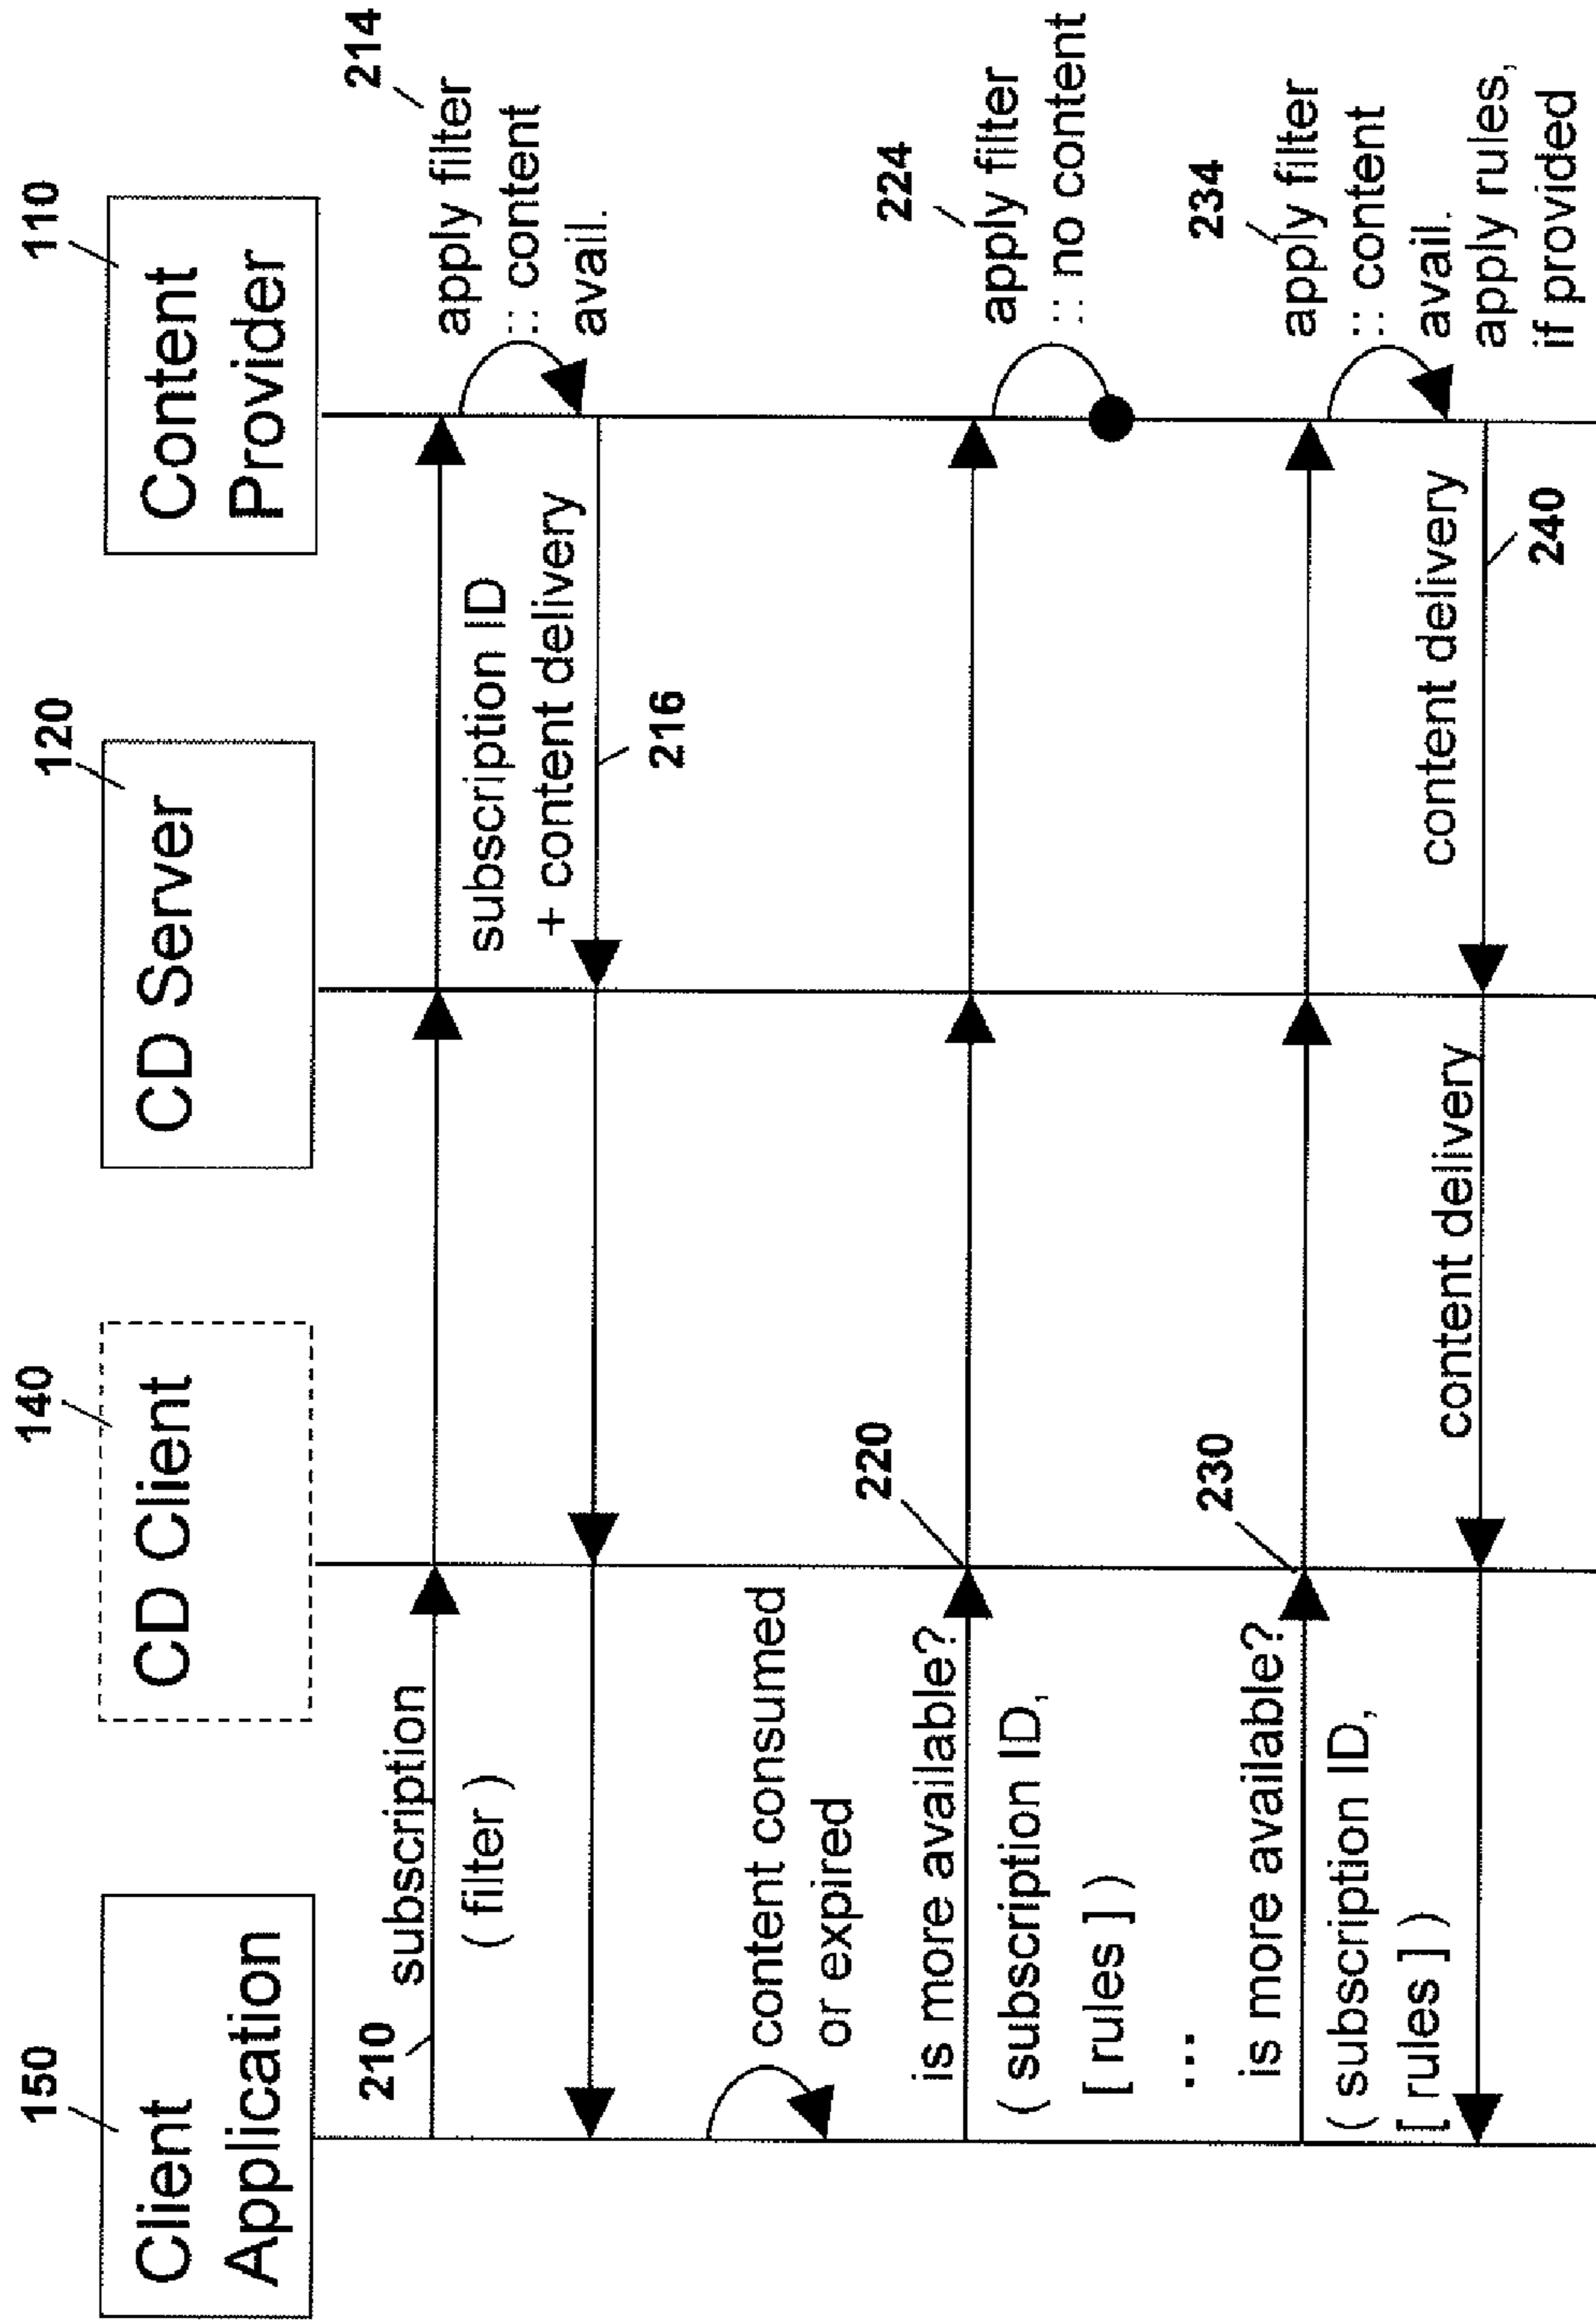 150
140
120
110
Client
Application
CD Client
CD Server
Content
Provider
210
subscription
( filter )
214
apply filter
:: content
avail.
subscription ID
+ content delivery
216
content consumed
or expired
220
is more available?
( subscription ID,
[ rules ] )
224
apply filter
:: no content
...
230
is more available?
( subscription ID,
[ rules ] )
234
apply filter
:: content
avail.
apply rules,
if provided
content delivery
content delivery
240